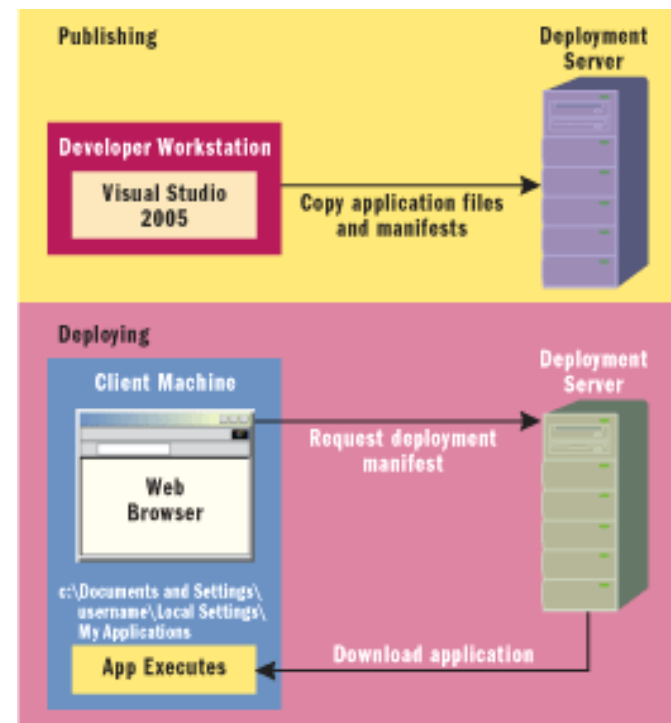 Publishing
Deployment
Server
Developer Workstation
Visual Studio
2005
Copy application files
and manifests
Deploying
Client Machine
Deployment
Server
Request deployment
manifest
Web
Browser
c:\Documents and Settings\
username\Local Settings\
My Applications
App Executes
Download application